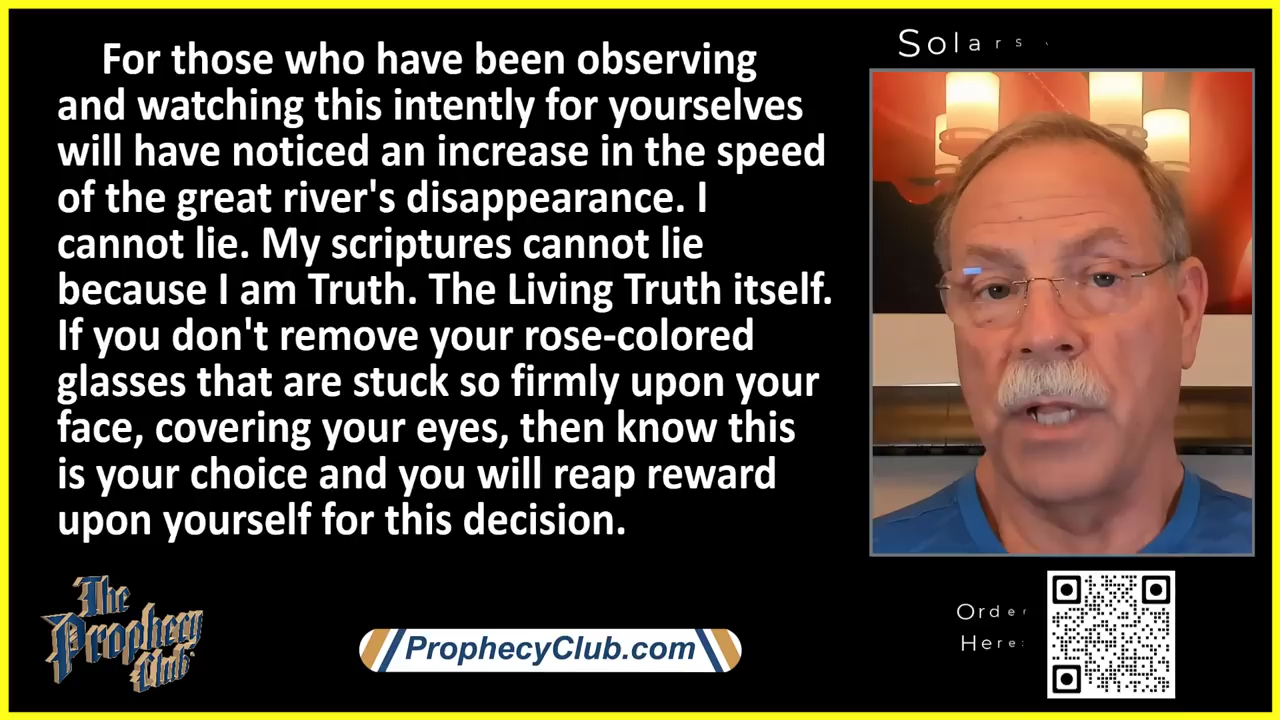 For those who have been observing
and watching this intently for yourselves
will have noticed an increase in the speed
of the great river's disappearance. I
cannot lie. My scriptures cannot lie
because I am Truth. The Living Truth itself.
If you don't remove your rose-colored
glasses that are stuck so firmly upon your
face, covering your eyes, then know this
is your choice and you will reap reward
upon yourself for this decision.
Solars
The
Prophecy
Club
ProphecyClub.com
Order
Here: